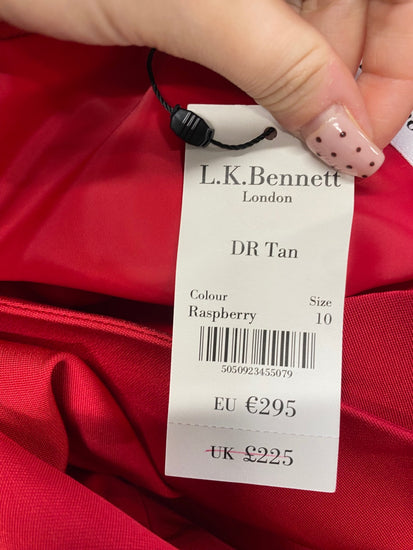 L.K.Bennett
London
DR Tan
Colour Size
Raspberry 10
5050923455079
EU €295
UK £225